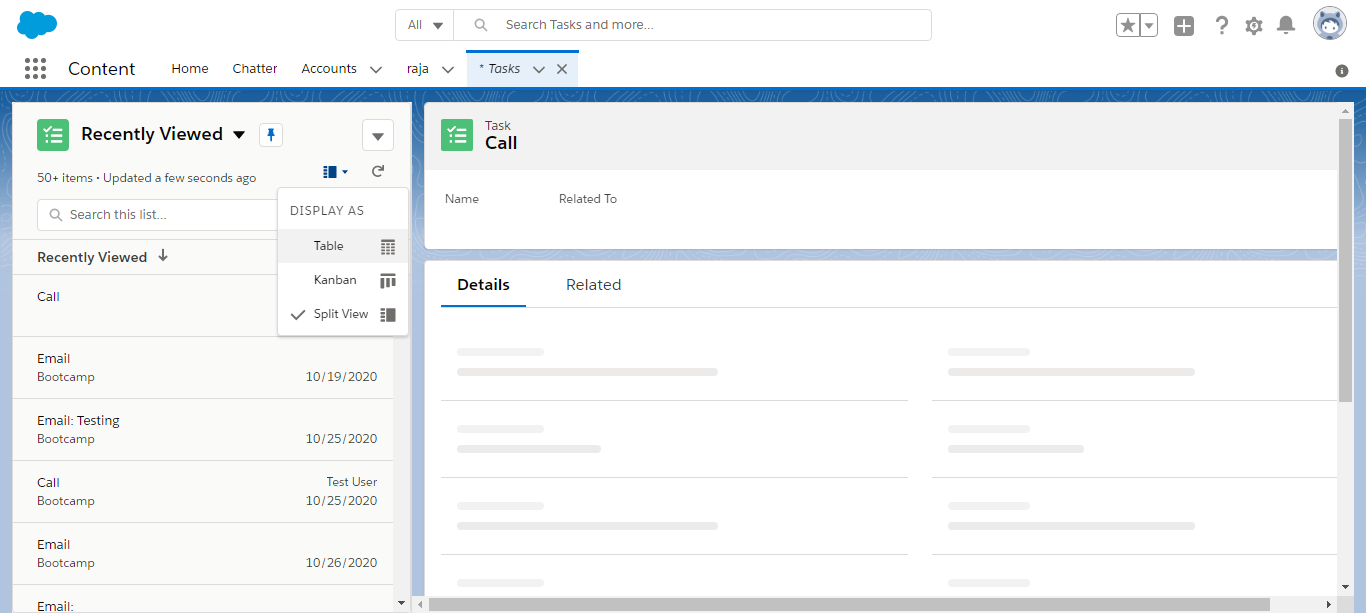 All
Search Tasks and more...
Content
Home
Chatter
Accounts
raja
* Tasks
Recently Viewed
50+ items • Updated a few seconds ago
Search this list...
DISPLAY AS
Table
Kanban
Split View
Recently Viewed
Call
Email
Bootcamp 10/19/2020
Email: Testing
Bootcamp 10/25/2020
Call Test User
Bootcamp 10/25/2020
Email
Bootcamp 10/26/2020
Email:
Task
Call
Name Related To
Details Related